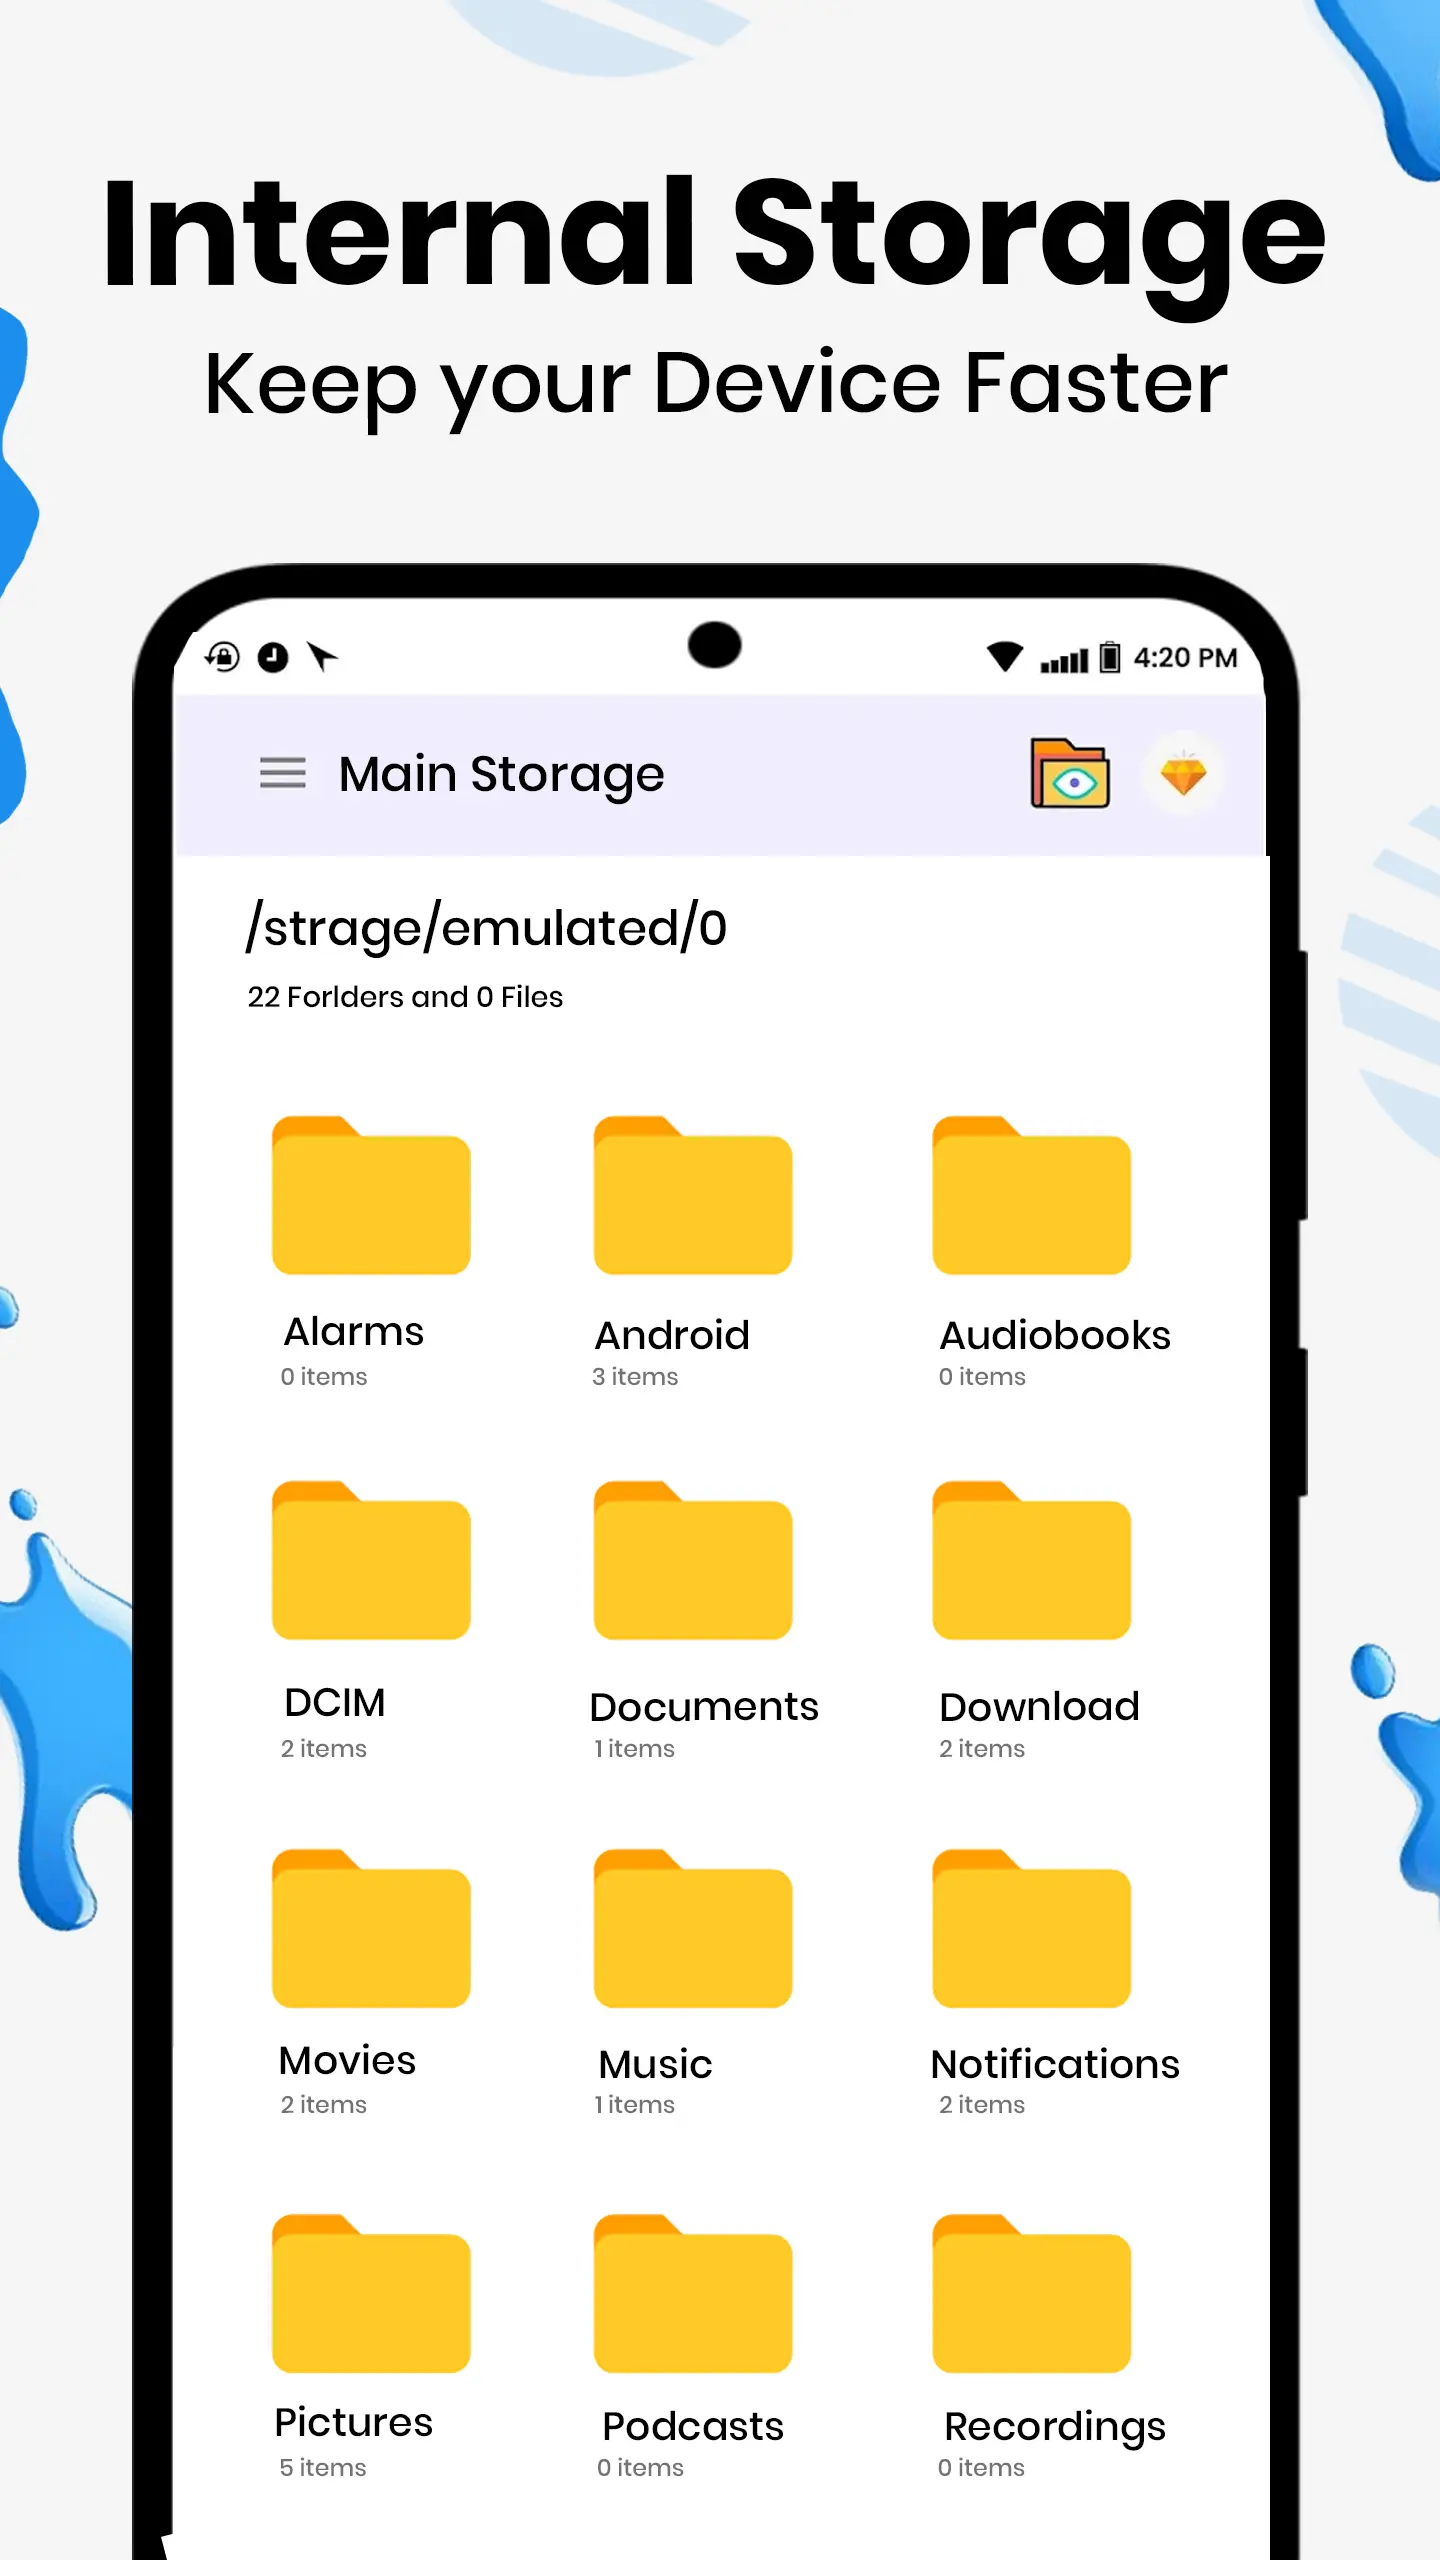 Internal Storage
Keep your Device Faster
4:20 PM
Main Storage
/strage/emulated/0
22 Forlders and 0 Files
Alarms Android Audiobooks
0 items 3 items 0 items
DCIM Documents Download
2 items 1 items 2 items
Movies Music Notifications
2 items 1 items 2 items
Pictures Podcasts Recordings
5 items 0 items 0 items